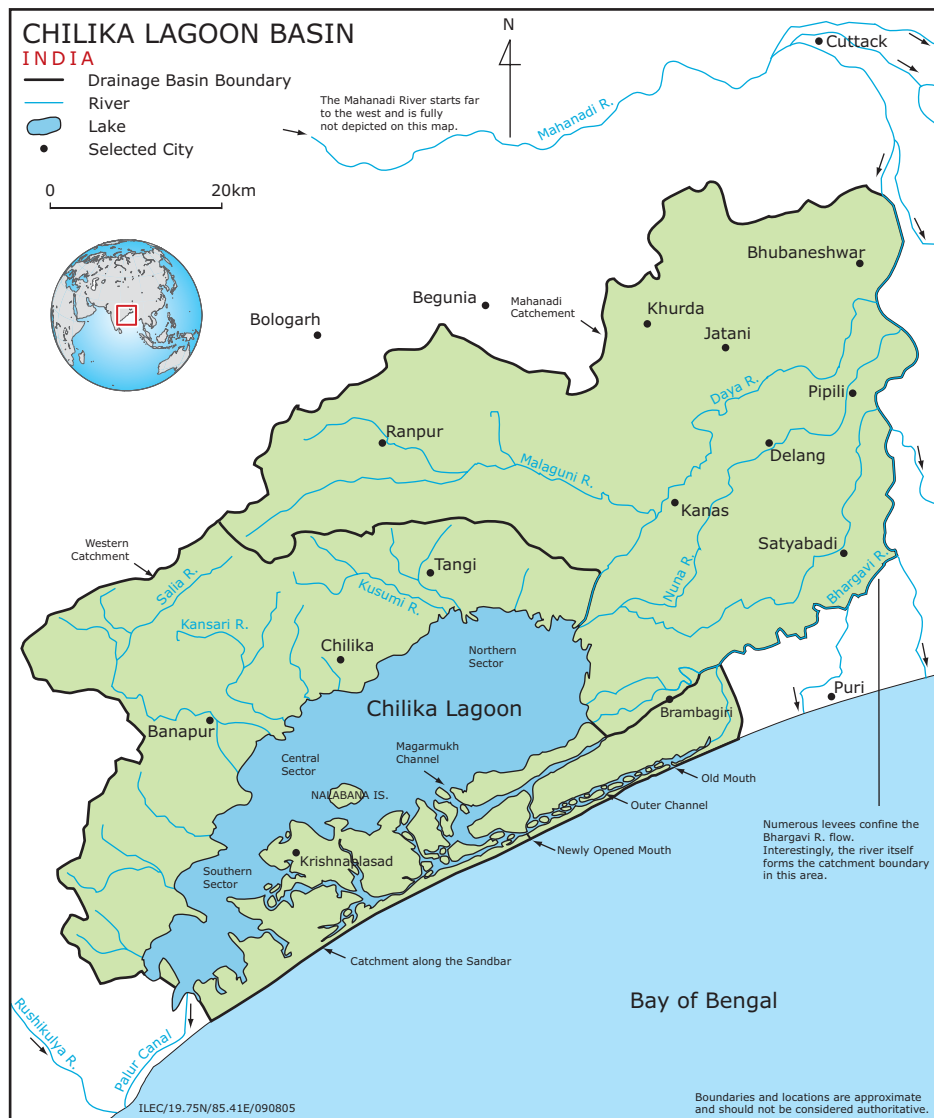 CHILIKA LAGOON BASIN
INDIA
Drainage Basin Boundary
River
Lake
Selected City
0 20km
N
The Mahanadi River starts far
to the west and is fully
not depicted on this map.
Mahanadi R.
Cuttack
Bhubaneshwar
Begunia
Mahanadi
Catchement
Bologarh
Khurda
Jatani
Daya R.
Pipili
Ranpur
Malaguni R.
Delang
Kanas
Western
Catchment
Satyabadi
Salia R.
Tangi
Kusumi R.
Nuna R.
Bhargavi R.
Kansari R.
Chilika
Northern
Sector
Puri
Chilika Lagoon
Brambagiri
Banapur
Magarmukh
Channel
Central
Sector
Old Mouth
NALABANA IS.
Outer Channel
Numerous levees confine the
Bhargavi R. flow.
Interestingly, the river itself
forms the catchment boundary
in this area.
Newly Opened Mouth
Krishnaplasad
Southern
Sector
Catchment along the Sandbar
Bay of Bengal
Rushikulya R.
Palur Canal
ILEC/19.75N/85.41E/090805
Boundaries and locations are approximate
and should not be considered authoritative.